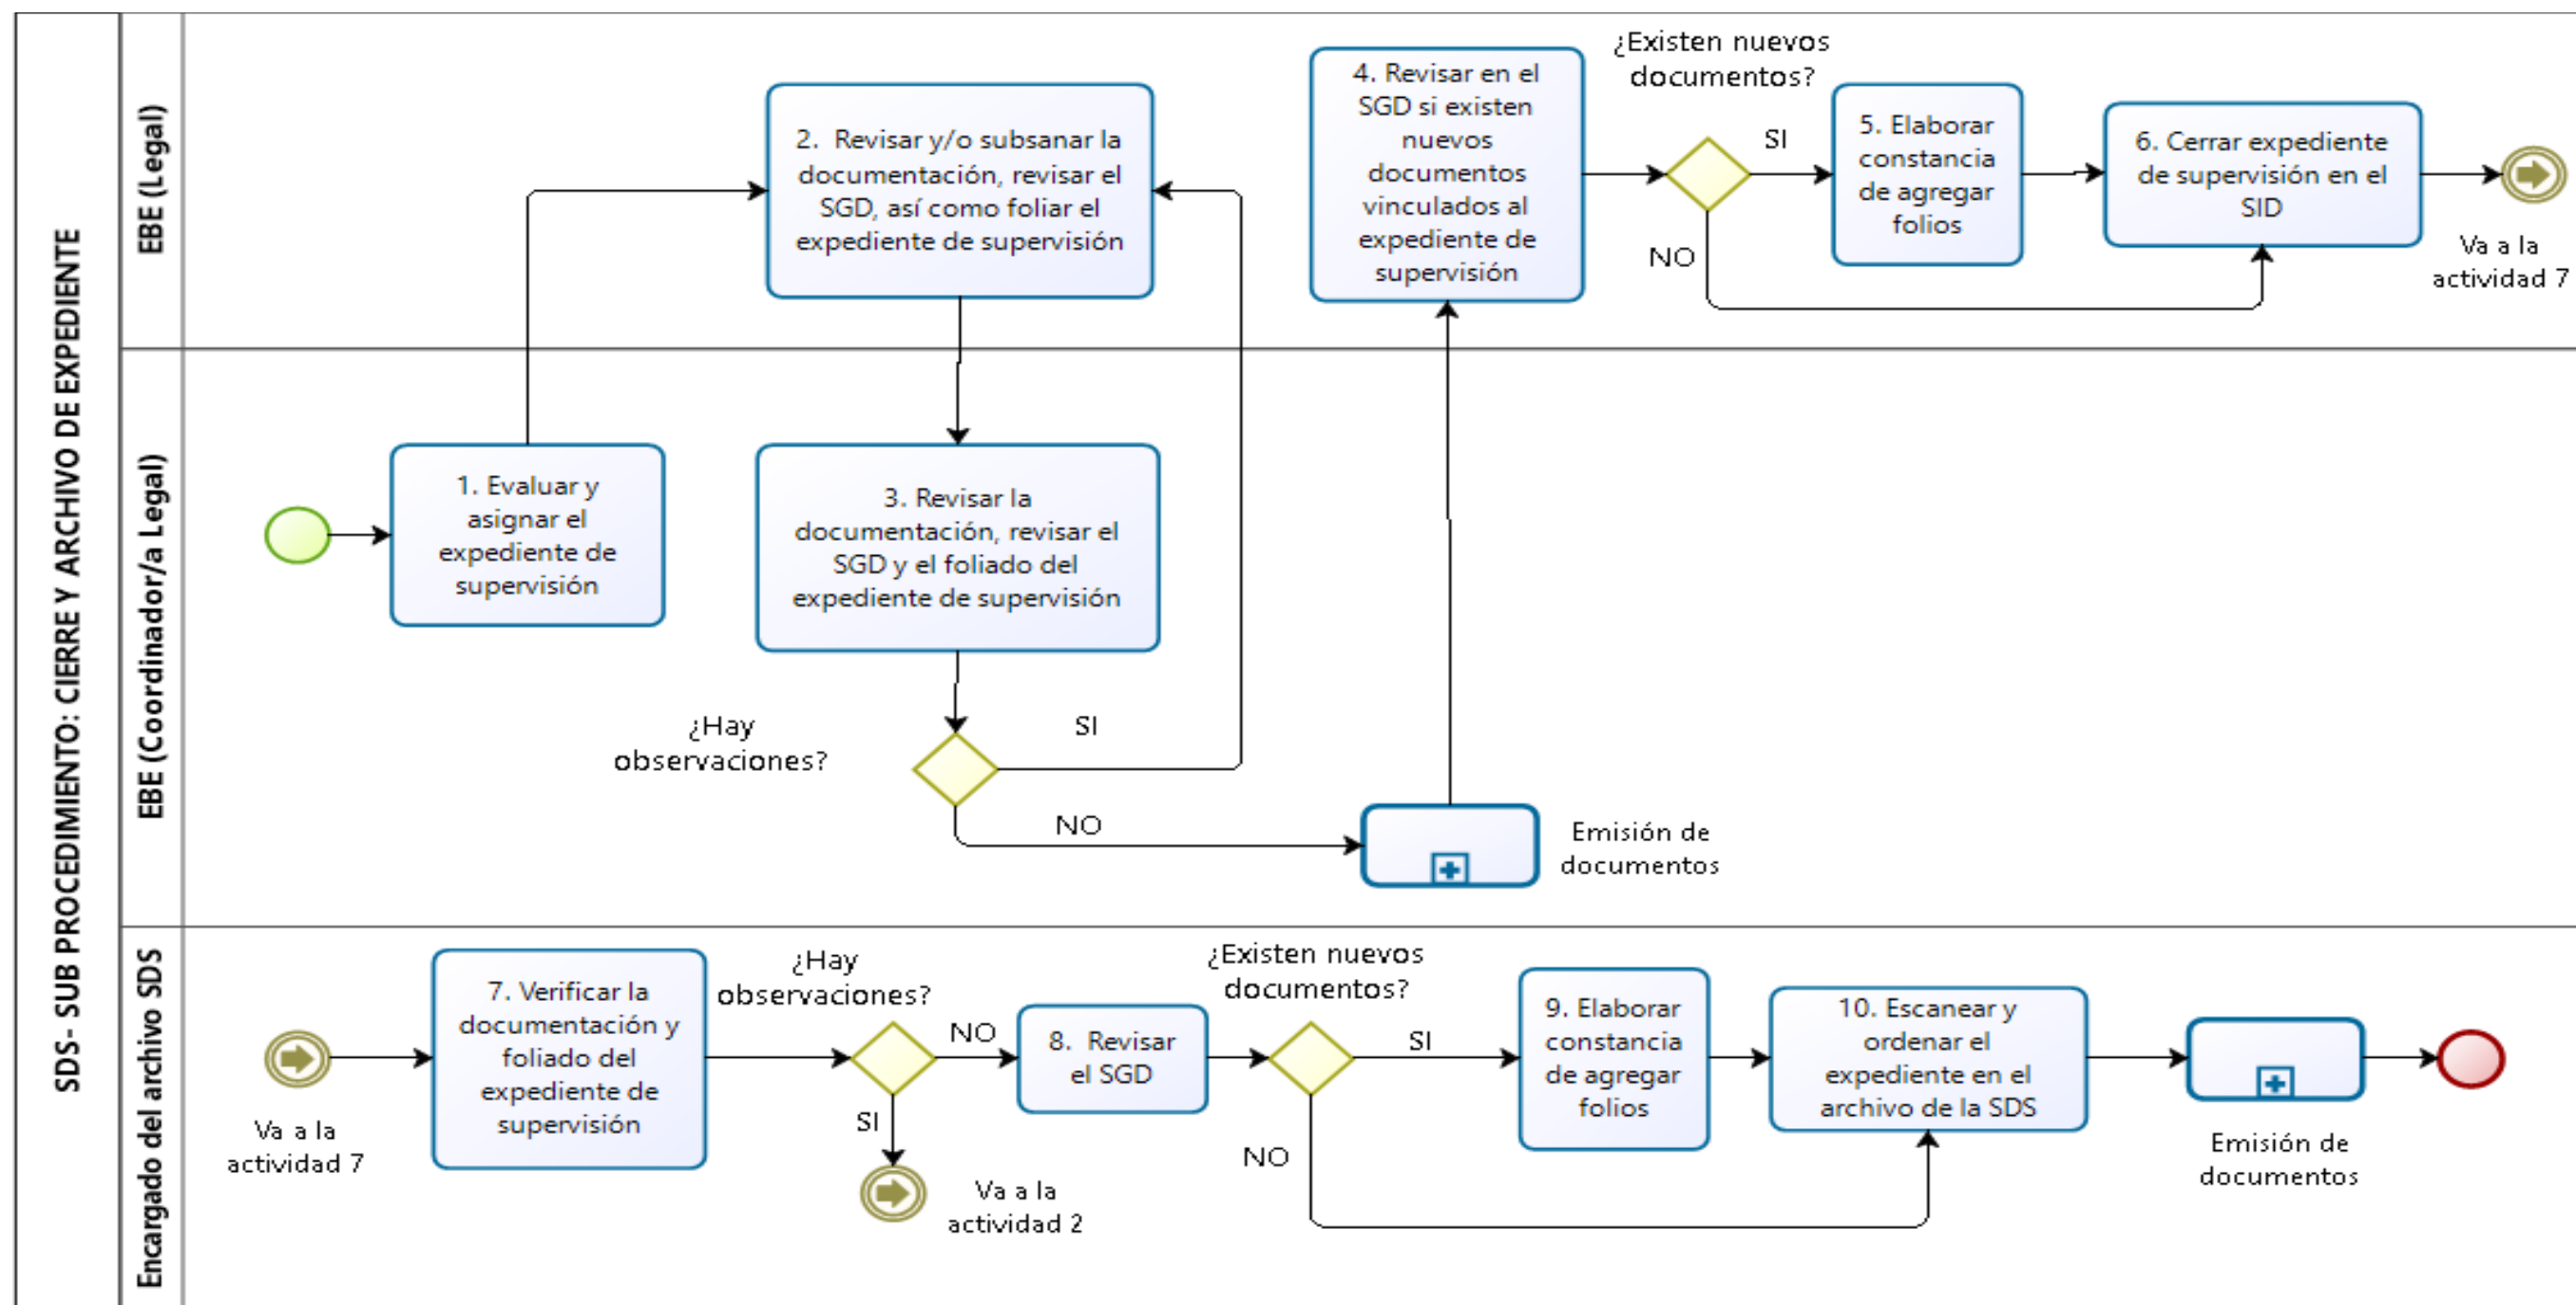 SDS- SUB PROCEDIMIENTO: CIERRE Y ARCHIVO DE EXPEDIENTE
EBE (Legal)
2. Revisar y/o subsanar la
documentación, revisar el
SGD, así como foliar el
expediente de supervisión
4. Revisar en el
SGD si existen
nuevos
documentos
vinculados al
expediente de
supervisión
¿Existen nuevos
documentos?
SI
NO
5. Elaborar
constancia
de agregar
folios
6. Cerrar expediente
de supervisión en el
SID
Va a la
actividad 7
EBE (Coordinador/a Legal)
1. Evaluar y
asignar el
expediente de
supervisión
3. Revisar la
documentación, revisar el
SGD y el foliado del
expediente de supervisión
¿Hay
observaciones?
SI
NO
Emisión de
documentos
Encargado del archivo SDS
Va a la
actividad 7
7. Verificar la
documentación y
foliado del
expediente de
supervisión
¿Hay
observaciones?
NO
SI
Va a la
actividad 2
8. Revisar
el SGD
¿Existen nuevos
documentos?
SI
NO
9. Elaborar
constancia
de agregar
folios
10. Escanear y
ordenar el
expediente en el
archivo de la SDS
Emisión de
documentos